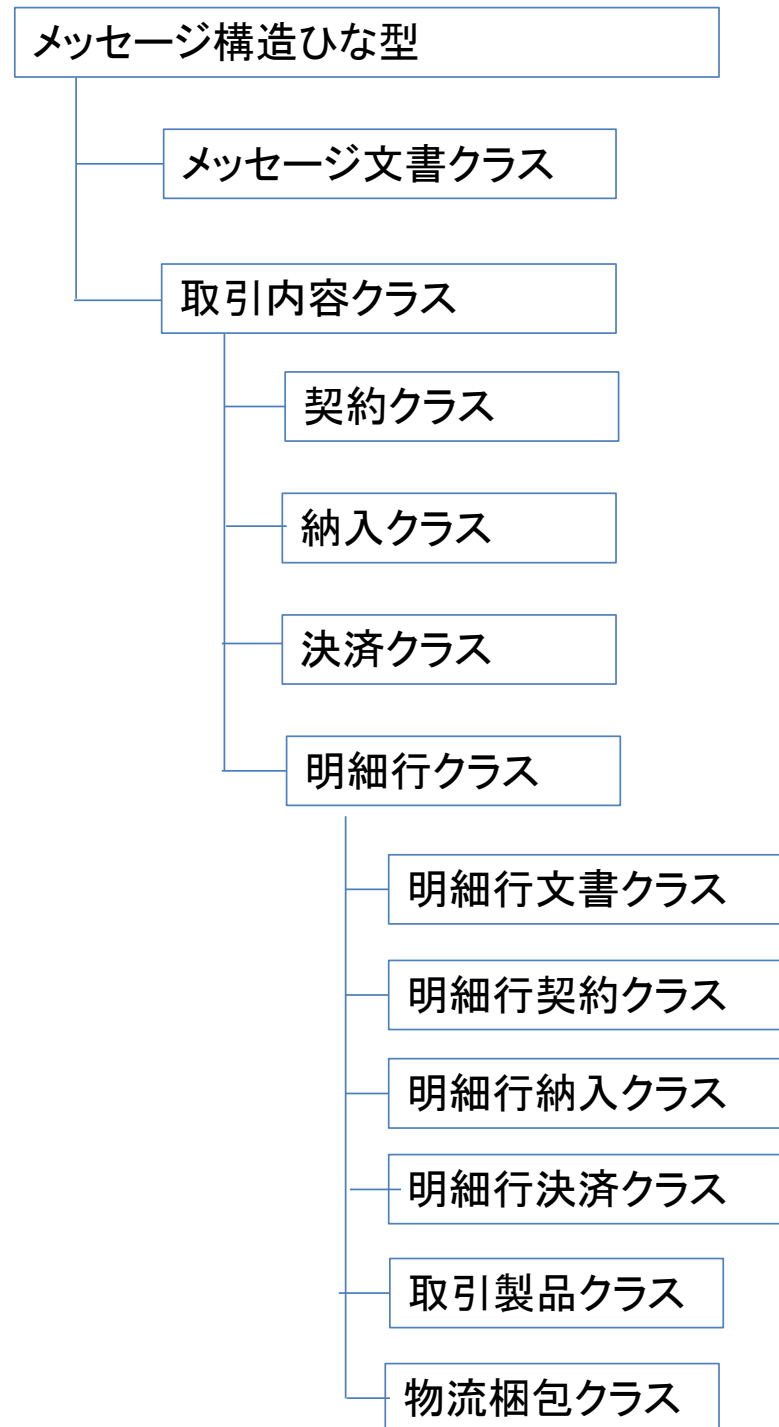 メッセージ構造ひな型
メッセージ文書クラス
取引内容クラス
契約クラス
納入クラス
決済クラス
明細行クラス
明細行文書クラス
明細行契約クラス
明細行納入クラス
明細行決済クラス
取引製品クラス
物流梱包クラス